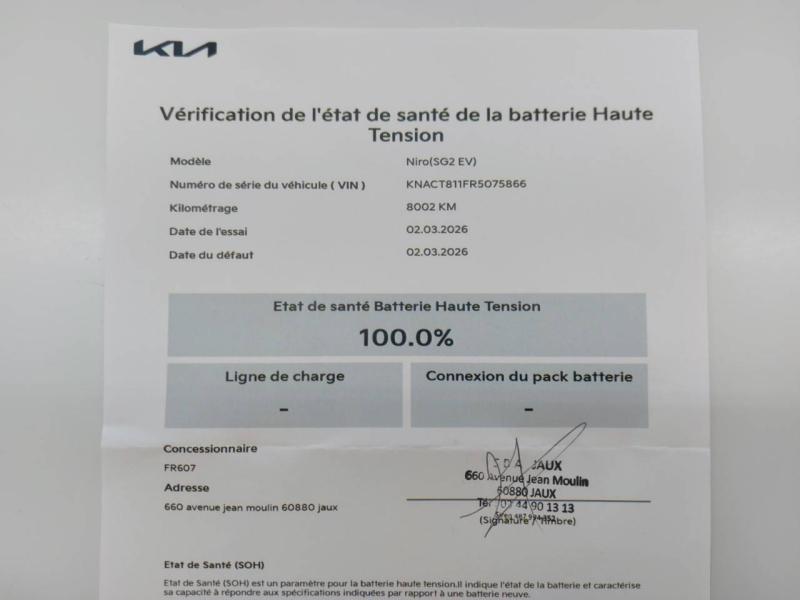 KIA
Vérification de l'état de santé de la batterie Haute
Tension
Modèle Niro(SG2 EV)
Numéro de série du véhicule ( VIN ) KNACT811FR5075866
Kilométrage 8002 KM
Date de l'essai 02.03.2026
Date du défaut 02.03.2026
Etat de santé Batterie Haute Tension
100.0%
Ligne de charge Connexion du pack batterie
- -
Concessionnaire
FR607
Adresse
660 avenue jean moulin 60880 jaux
JAUX
660 Avenue Jean Moulin
60880 JAUX
Tél. 03 44 90 13 13
(Signature / Timbre)
Etat de Santé (SOH)
Etat de Santé (SOH) est un paramètre pour la batterie haute tension.Il indique l'état de la batterie et caractérise
sa capacité à répondre aux spécifications indiquées par rapport à une batterie neuve.